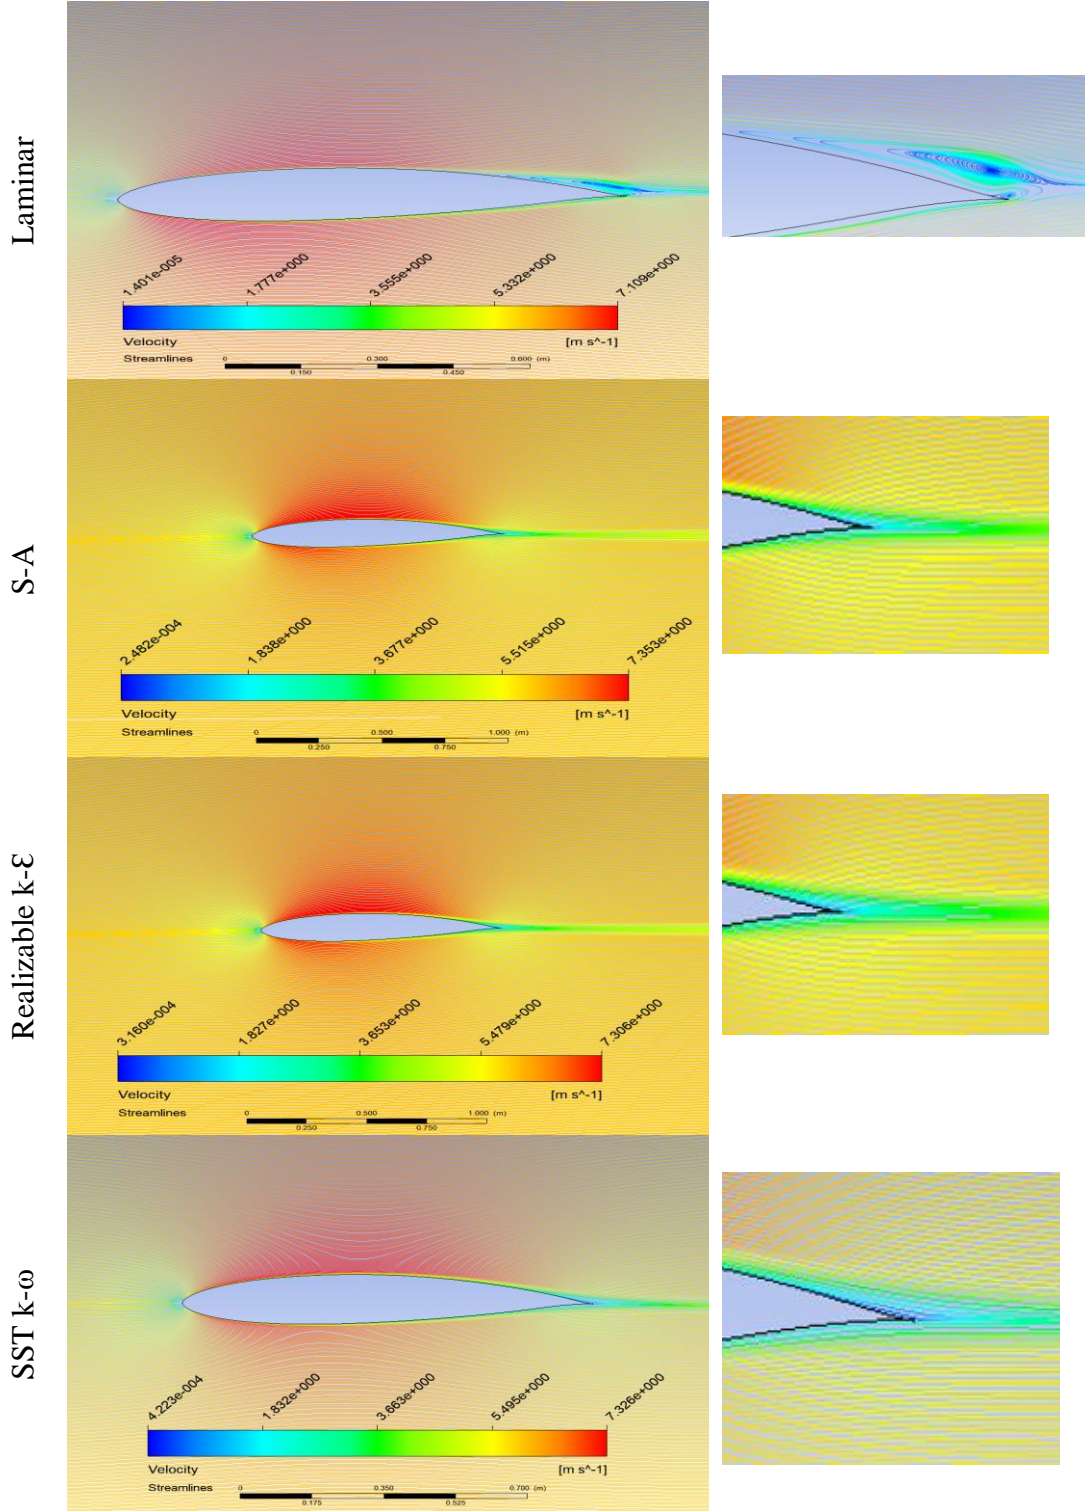 Laminar
1.401e-005
1.777e+000
3.555e+000
5.332e+000
7.109e+000
Velocity
[m s^-1]
Streamlines
0
0.300
0.600 (m)
0.150
0.450
S-A
2.482e-004
1.838e+000
3.677e+000
5.515e+000
7.353e+000
Velocity
[m s^-1]
Streamlines
0
0.500
1.000 (m)
0.250
0.750
Realizable k-Ɛ
3.160e-004
1.827e+000
3.653e+000
5.479e+000
7.306e+000
Velocity
[m s^-1]
Streamlines
0
0.500
1.000 (m)
0.250
0.750
SST k-ω
4.223e-004
1.832e+000
3.663e+000
5.495e+000
7.326e+000
Velocity
[m s^-1]
Streamlines
0
0.350
0.700 (m)
0.175
0.525